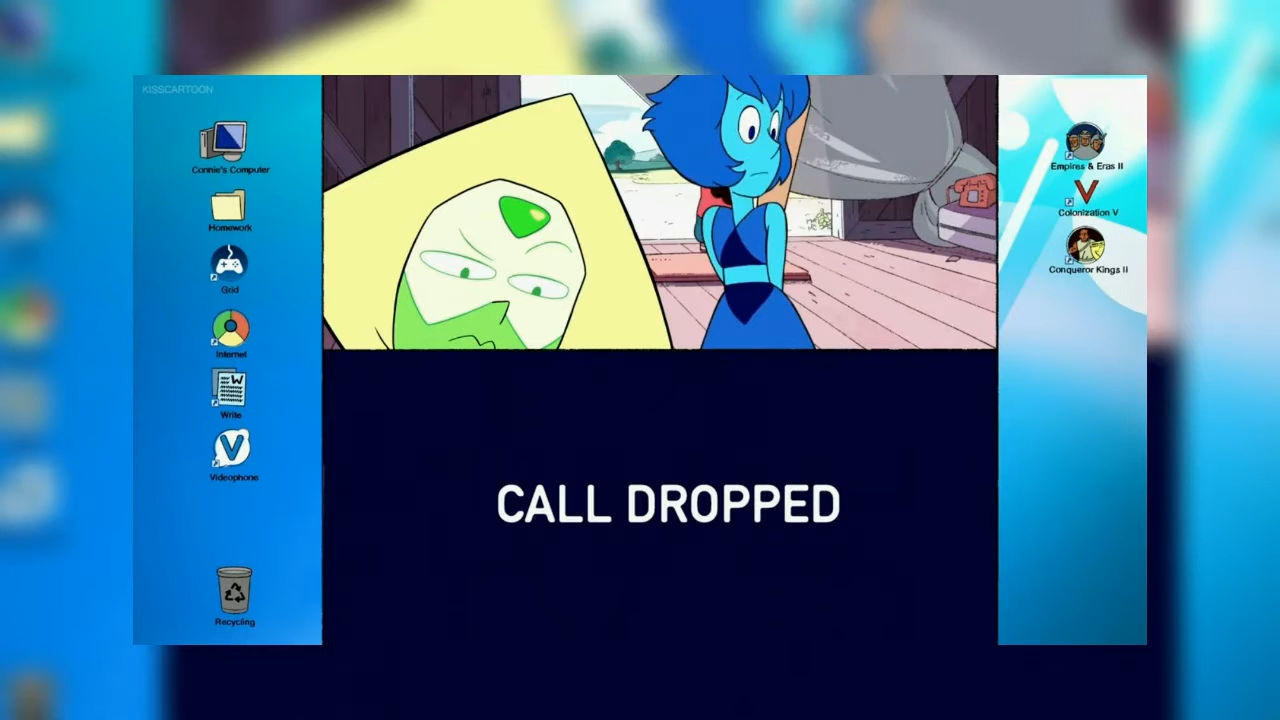 KISSCARTOON
Connie's Computer
Homework
Grid
Internet
W
Write
V
Videophone
Recycling
Empires & Eras II
V
Colonization V
Conqueror Kings II
CALL DROPPED